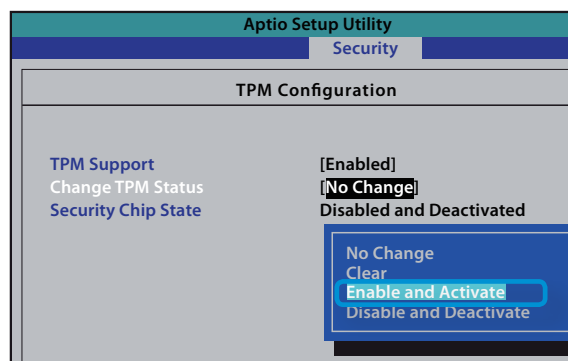 Aptio Setup Utility
Security
TPM Configuration
TPM Support [Enabled]
Change TPM Status [No Change]
Security Chip State Disabled and Deactivated
No Change
Clear
Enable and Activate
Disable and Deactivate